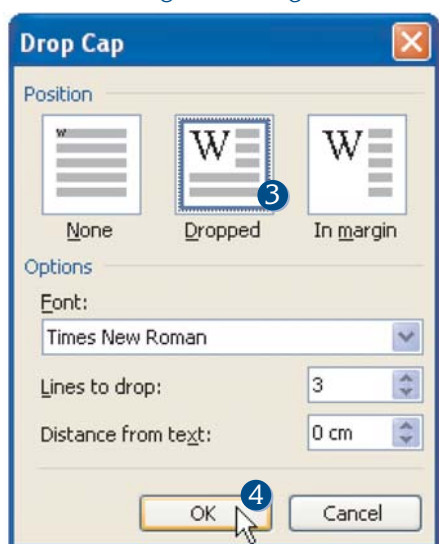 Drop Cap
Position
W W W
3
None Dropped In margin
Options
Font:
Times New Roman
Lines to drop: 3
Distance from text: 0 cm
4
OK Cancel